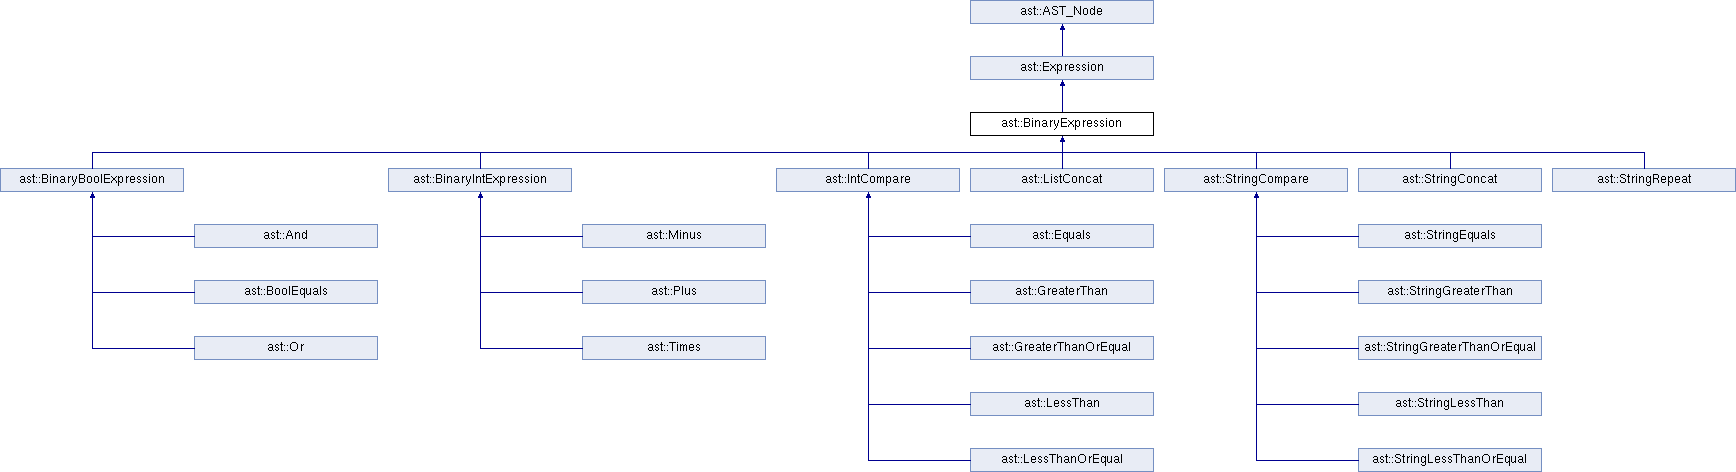 ast::AST_Node
ast::Expression
ast::BinaryExpression
ast::BinaryBoolExpression ast::BinaryIntExpression ast::IntCompare ast::ListConcat ast::StringCompare ast::StringConcat ast::StringRepeat
ast::And ast::Minus ast::Equals ast::StringEquals
ast::BoolEquals ast::Plus ast::GreaterThan ast::StringGreaterThan
ast::Or ast::Times ast::GreaterThanOrEqual ast::StringGreaterThanOrEqual
ast::LessThan ast::StringLessThan
ast::LessThanOrEqual ast::StringLessThanOrEqual